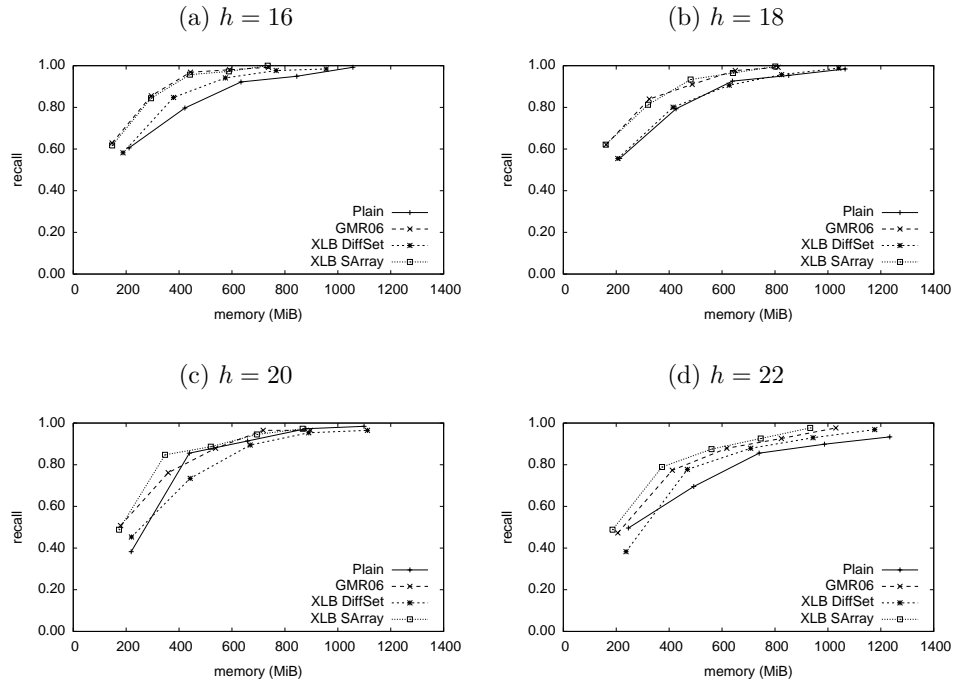 (a) h = 16
1.00
0.80
0.60
0.40
0.20
0.00
recall
Plain
GMR06
XLB DiffSet
XLB SArray
0 200 400 600 800 1000 1200 1400
memory (MiB)
(b) h = 18
1.00
0.80
0.60
0.40
0.20
0.00
recall
Plain
GMR06
XLB DiffSet
XLB SArray
0 200 400 600 800 1000 1200 1400
memory (MiB)
(c) h = 20
1.00
0.80
0.60
0.40
0.20
0.00
recall
Plain
GMR06
XLB DiffSet
XLB SArray
0 200 400 600 800 1000 1200 1400
memory (MiB)
(d) h = 22
1.00
0.80
0.60
0.40
0.20
0.00
recall
Plain
GMR06
XLB DiffSet
XLB SArray
0 200 400 600 800 1000 1200 1400
memory (MiB)